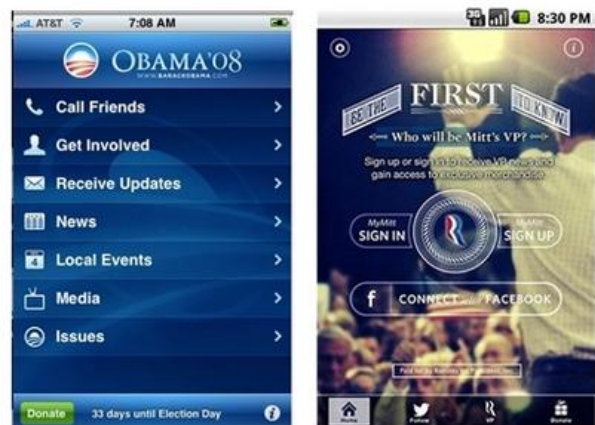 AT&T 7:08 AM
OBAMA'08
WWW.BARACKOBAMA.COM
Call Friends
Get Involved
Receive Updates
News
4 Local Events
Media
Issues
Donate 33 days until Election Day i
3G 8:30 PM
i
BE THE FIRST TO KNOW
Who will be Mitt's VP?
Sign up or sign in to receive VP news and
gain access to exclusive merchandise.
MyMitt MyMitt
SIGN IN R SIGN UP
f CONNECT with FACEBOOK
Paid for by Romney for President, Inc.
Home Follow VP Donate